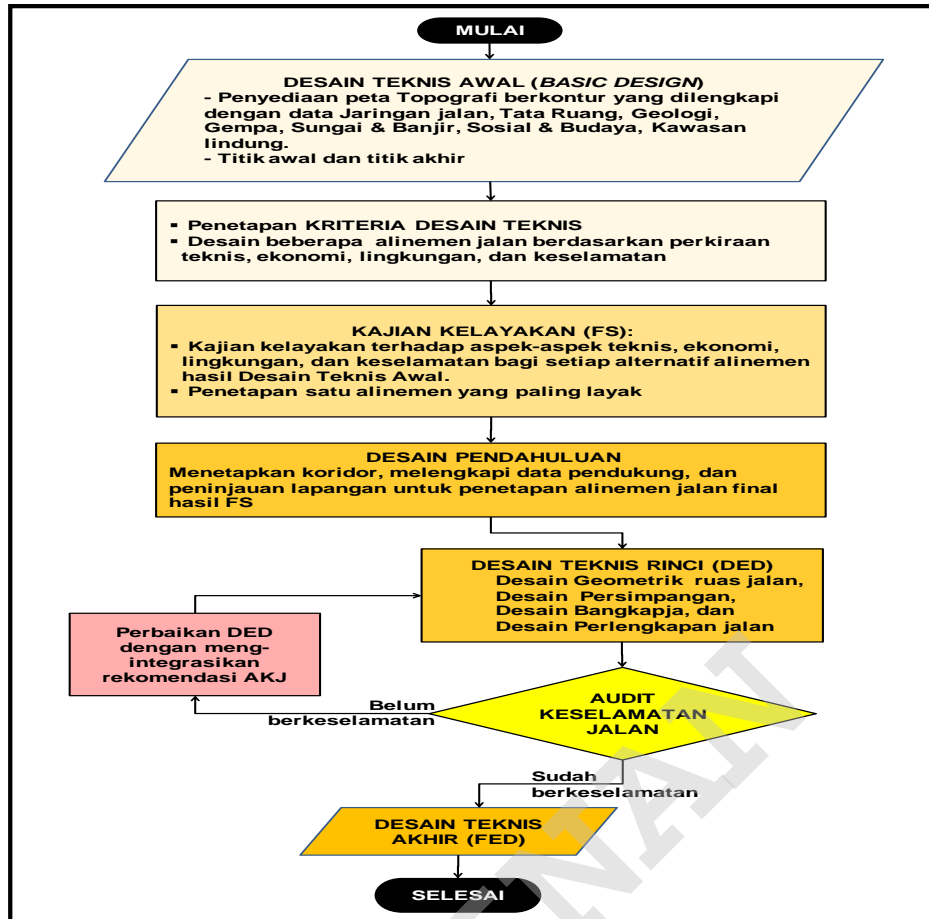 MULAI
DESAIN TEKNIS AWAL (BASIC DESIGN)
- Penyediaan peta Topografi berkontur yang dilengkapi
dengan data Jaringan jalan, Tata Ruang, Geologi,
Gempa, Sungai & Banjir, Sosial & Budaya, Kawasan
lindung.
- Titik awal dan titik akhir
▪ Penetapan KRITERIA DESAIN TEKNIS
▪ Desain beberapa alinemen jalan berdasarkan perkiraan
teknis, ekonomi, lingkungan, dan keselamatan
KAJIAN KELAYAKAN (FS):
▪ Kajian kelayakan terhadap aspek-aspek teknis, ekonomi,
lingkungan, dan keselamatan bagi setiap alternatif alinemen
hasil Desain Teknis Awal.
▪ Penetapan satu alinemen yang paling layak
DESAIN PENDAHULUAN
Menetapkan koridor, melengkapi data pendukung, dan
peninjauan lapangan untuk penetapan alinemen jalan final
hasil FS
DESAIN TEKNIS RINCI (DED)
Desain Geometrik ruas jalan,
Desain Persimpangan,
Desain Bangkapja, dan
Desain Perlengkapan jalan
Perbaikan DED
dengan meng-
integrasikan
rekomendasi AKJ
Belum
berkeselamatan
AUDIT
KESELAMATAN
JALAN
Sudah
berkeselamatan
DESAIN TEKNIS
AKHIR (FED)
SELESAI
NAN